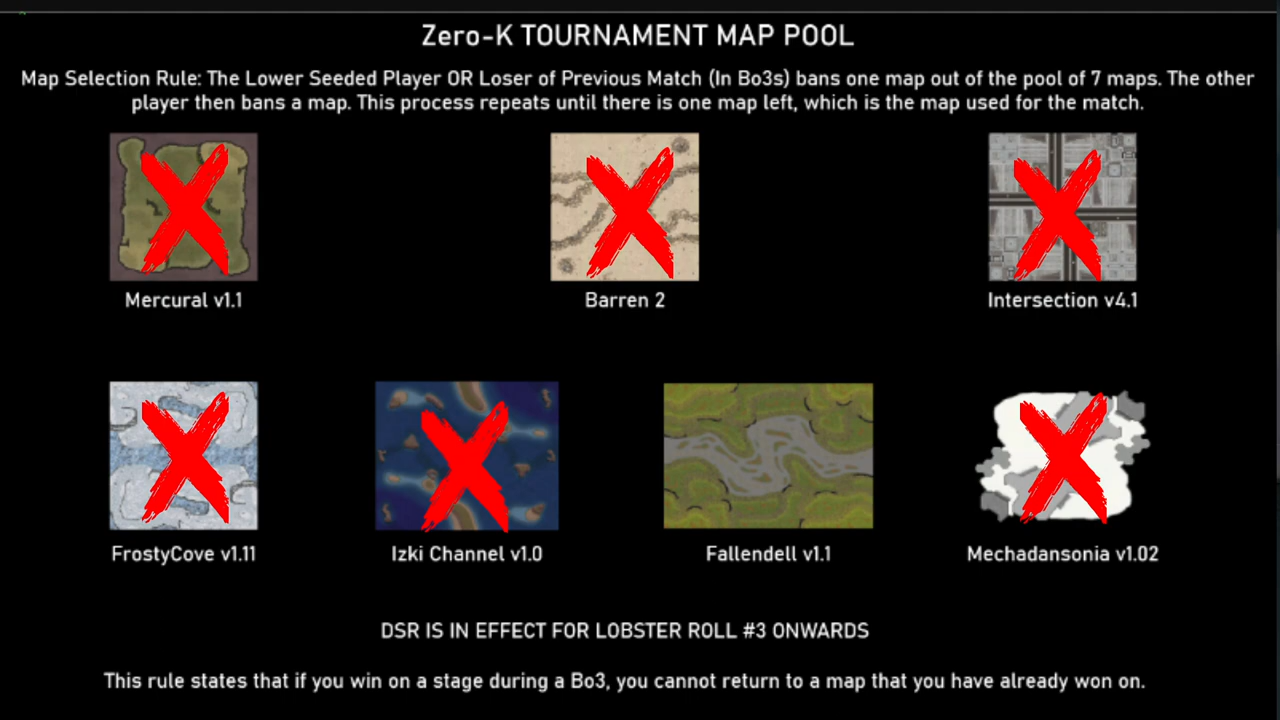 Zero-K TOURNAMENT MAP POOL
Map Selection Rule: The Lower Seeded Player OR Loser of Previous Match (In Bo3s) bans one map out of the pool of 7 maps. The other
player then bans a map. This process repeats until there is one map left, which is the map used for the match.
Mercural v1.1
Barren 2
Intersection v4.1
FrostyCove v1.11
Izki Channel v1.0
Fallendell v1.1
Mechadansonia v1.02
DSR IS IN EFFECT FOR LOBSTER ROLL #3 ONWARDS
This rule states that if you win on a stage during a Bo3, you cannot return to a map that you have already won on.